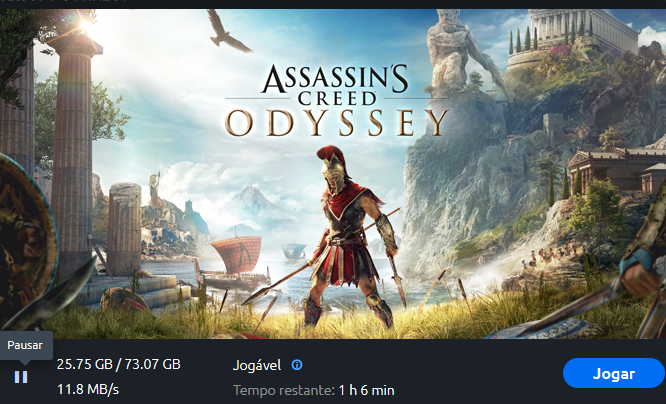 ASSASSIN'S
CREED
ODYSSEY
Pausar
25.75 GB / 73.07 GB
Jogável
Jogar
11.8 MB/s
Tempo restante: 1 h 6 min